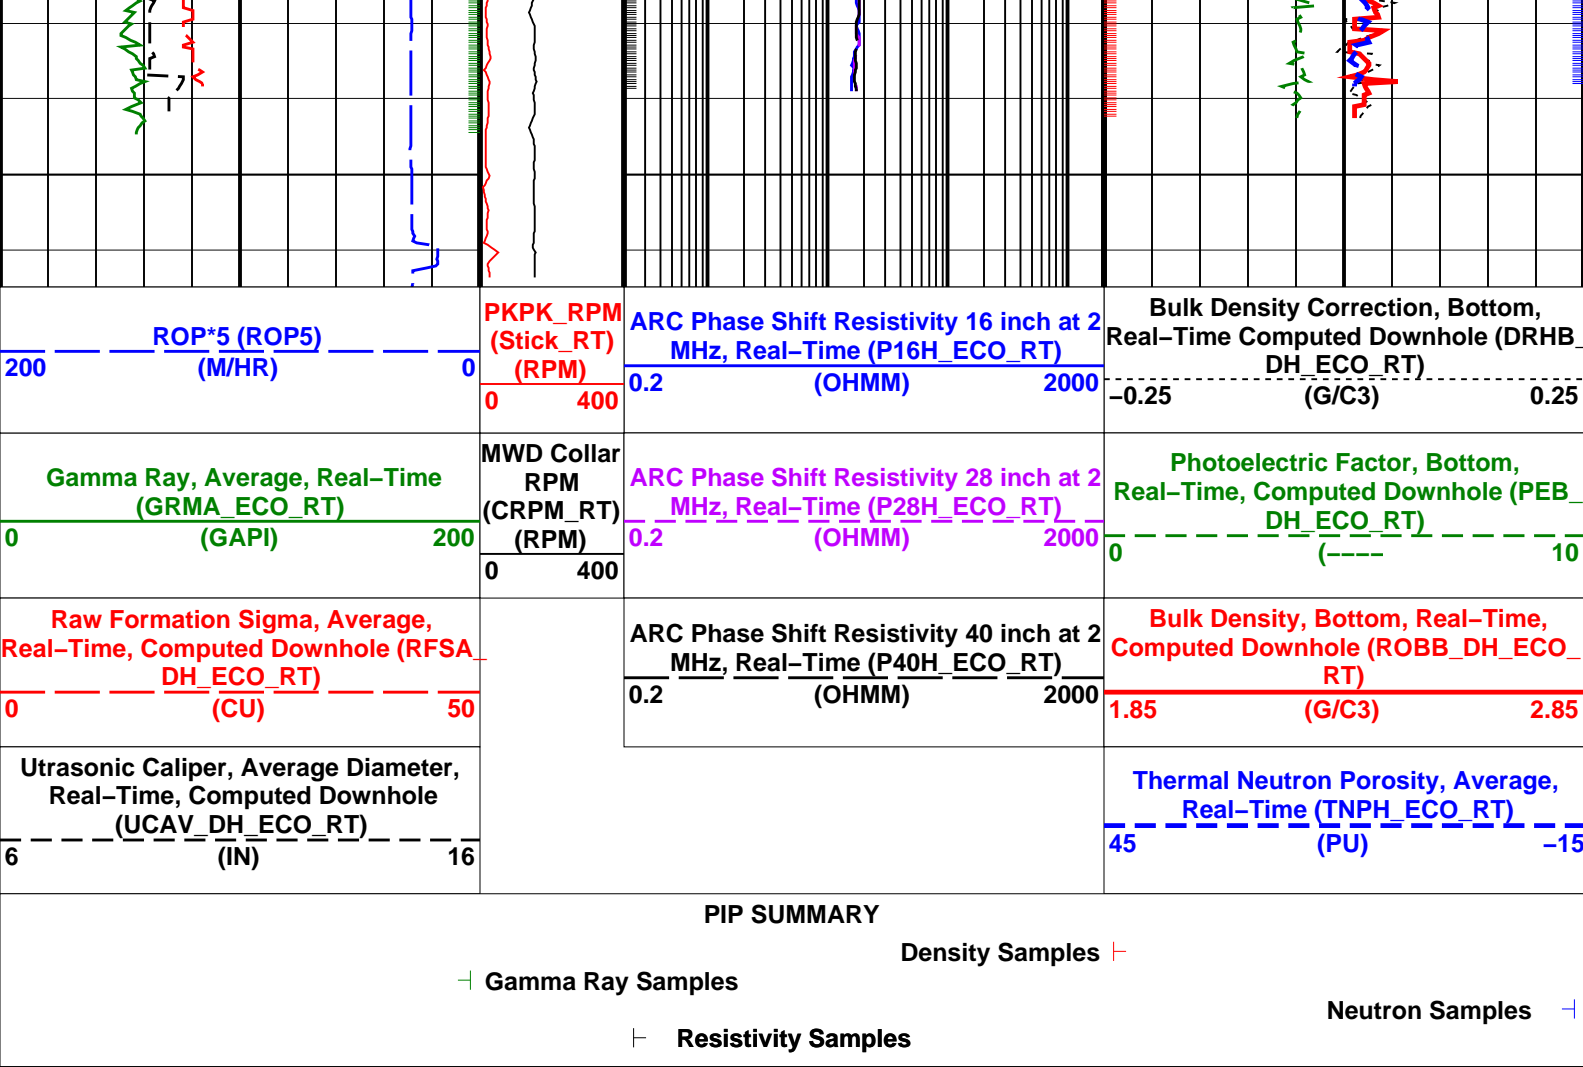 ROP*5 (ROP5)
200 (M/HR) 0
PKPK_RPM
(Stick_RT)
(RPM)
0 400
ARC Phase Shift Resistivity 16 inch at 2
MHz, Real−Time (P16H_ECO_RT)
0.2 (OHMM) 2000
Bulk Density Correction, Bottom,
Real−Time Computed Downhole (DRHB_
DH_ECO_RT)
−0.25 (G/C3) 0.25
Gamma Ray, Average, Real−Time
(GRMA_ECO_RT)
0 (GAPI) 200
MWD Collar
RPM
(CRPM_RT)
(RPM)
0 400
ARC Phase Shift Resistivity 28 inch at 2
MHz, Real−Time (P28H_ECO_RT)
0.2 (OHMM) 2000
Photoelectric Factor, Bottom,
Real−Time, Computed Downhole (PEB_
DH_ECO_RT)
0 (−−−− 10
Raw Formation Sigma, Average,
Real−Time, Computed Downhole (RFSA_
DH_ECO_RT)
0 (CU) 50
ARC Phase Shift Resistivity 40 inch at 2
MHz, Real−Time (P40H_ECO_RT)
0.2 (OHMM) 2000
Bulk Density, Bottom, Real−Time,
Computed Downhole (ROBB_DH_ECO_
RT)
1.85 (G/C3) 2.85
Utrasonic Caliper, Average Diameter,
Real−Time, Computed Downhole
(UCAV_DH_ECO_RT)
6 (IN) 16
Thermal Neutron Porosity, Average,
Real−Time (TNPH_ECO_RT)
45 (PU) −15
PIP SUMMARY
Density Samples
Gamma Ray Samples
Neutron Samples
Resistivity Samples